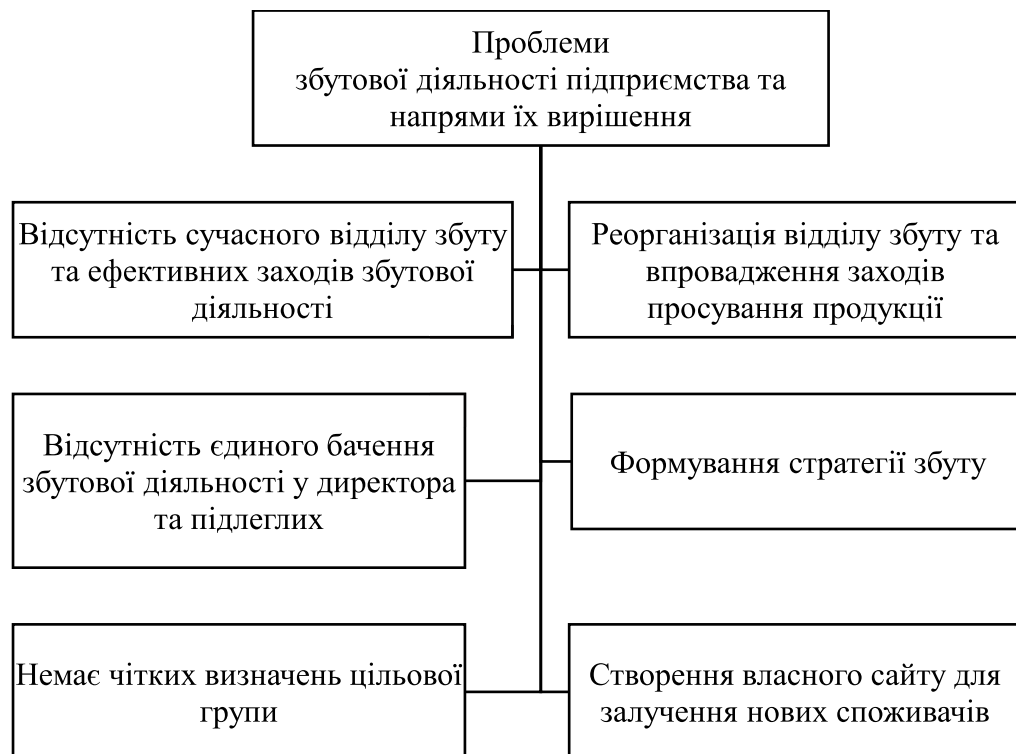 Проблеми
збутової діяльності підприємства та
напрями їх вирішення
Відсутність сучасного відділу збуту
та ефективних заходів збутової
діяльності
Реорганізація відділу збуту та
впровадження заходів
просування продукції
Відсутність єдиного бачення
збутової діяльності у директора
та підлеглих
Формування стратегії збуту
Немає чітких визначень цільової
групи
Створення власного сайту для
залучення нових споживачів